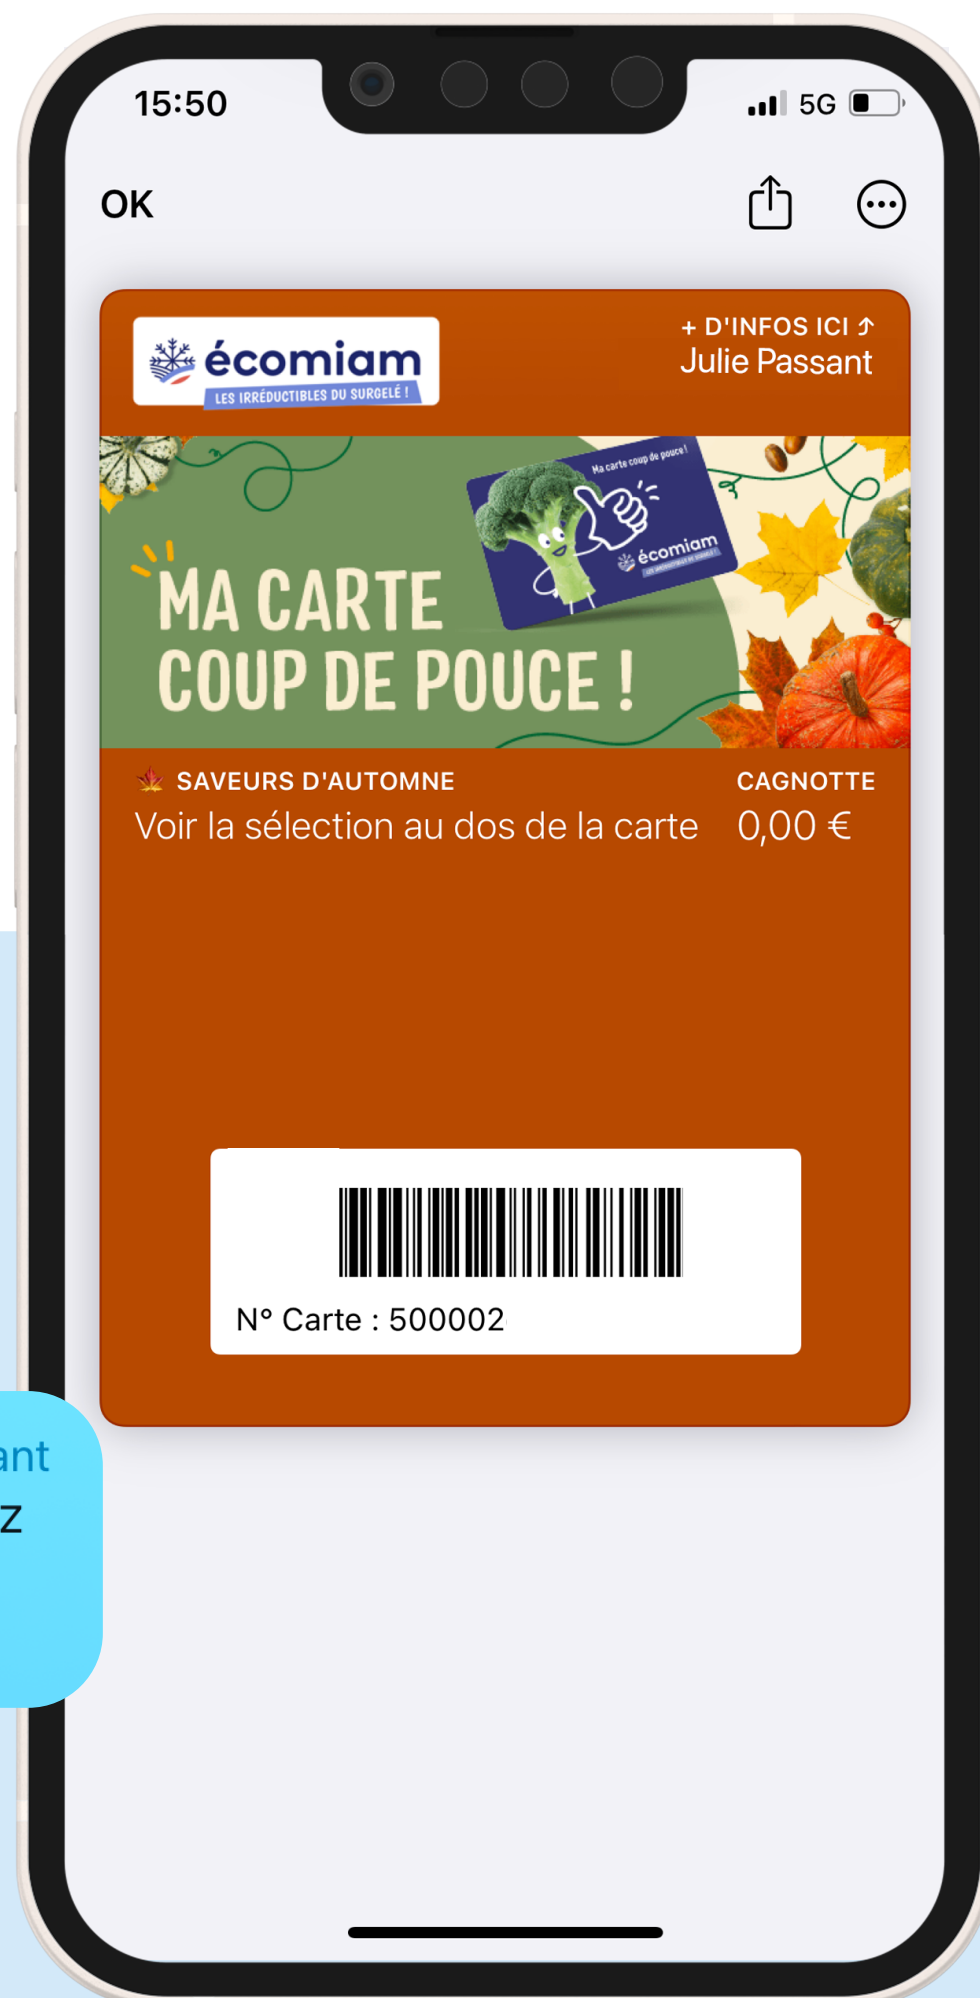 15:50
5G
OK
écomiam
LES IRRÉDUCTIBLES DU SURGELÉ !
+ D'INFOS ICI
Julie Passant
Ma carte coup de pouce !
écomiam
MA CARTE
COUP DE POUCE !
SAVEURS D'AUTOMNE
CAGNOTTE
Voir la sélection au dos de la carte
0,00 €
N° Carte : 500002
ant
z